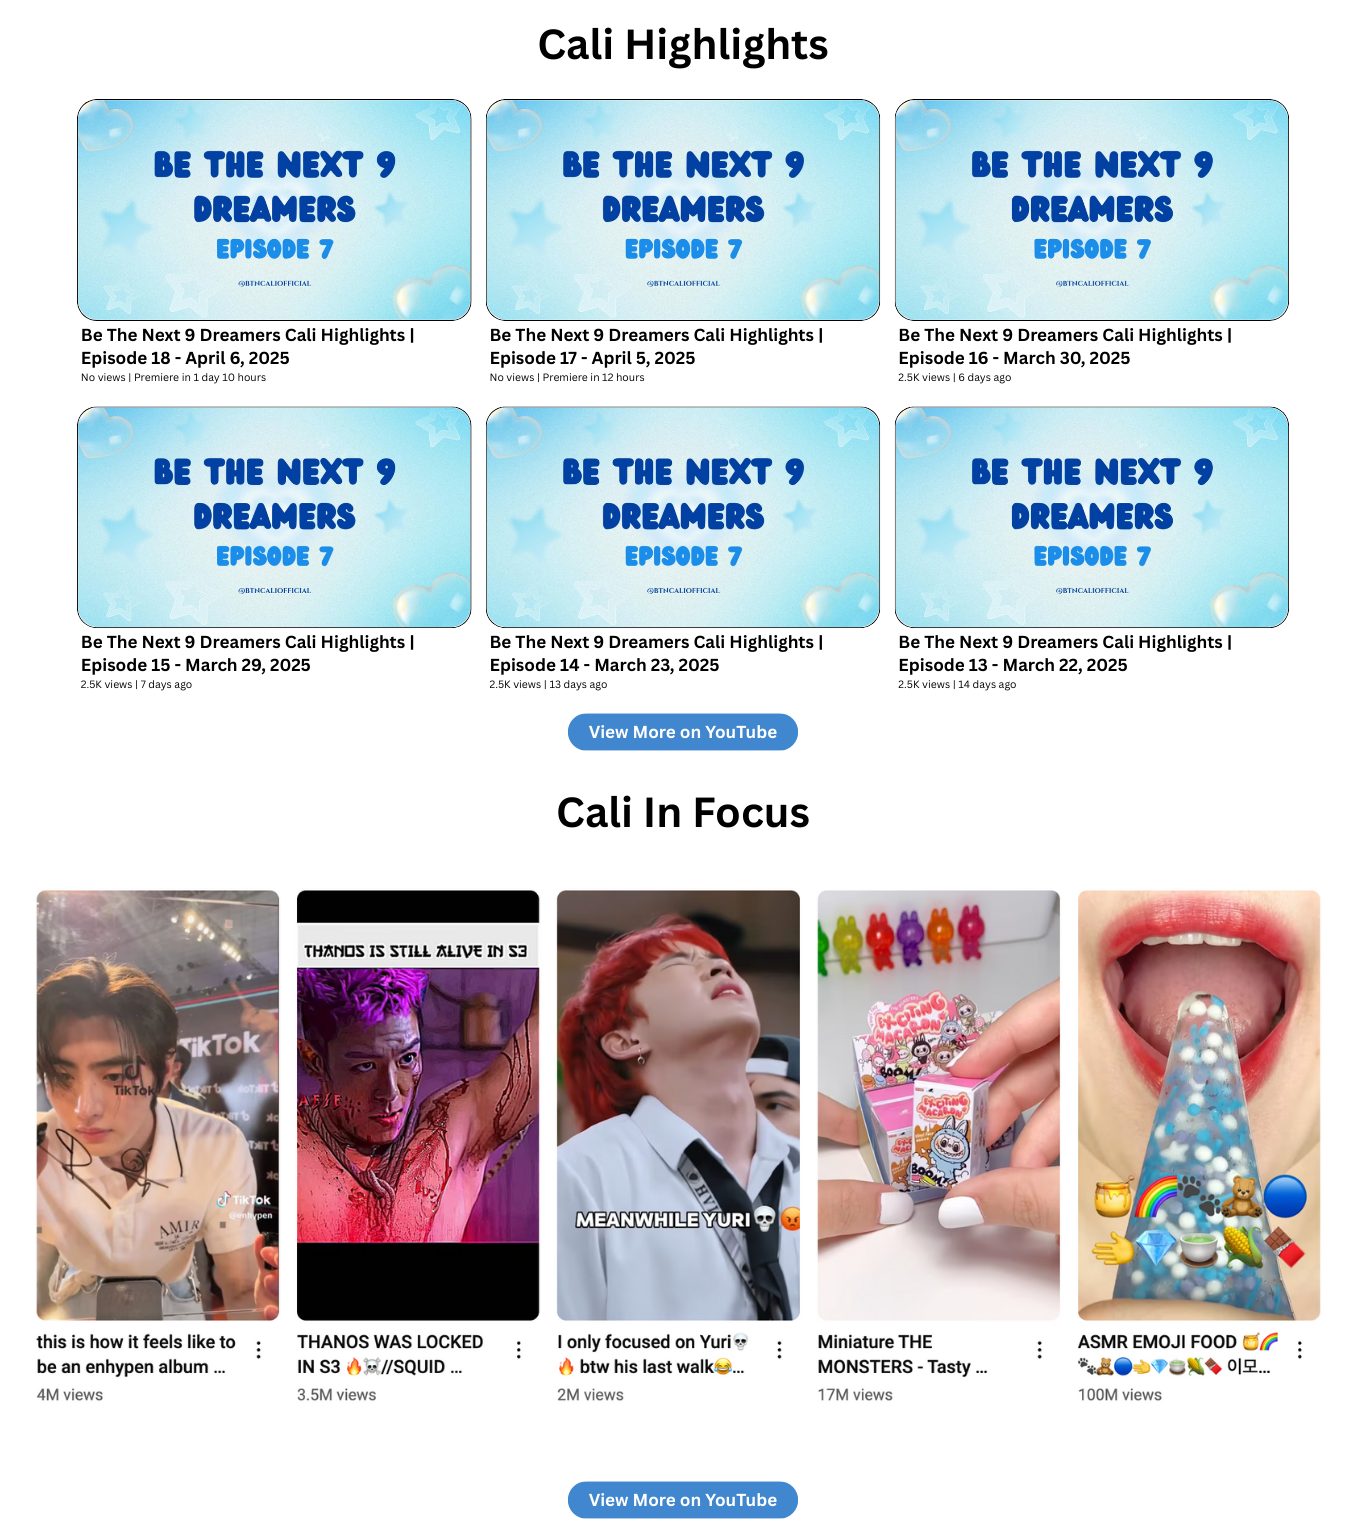 Cali Highlights
BE THE NEXT 9
DREAMERS
EPISODE 7
@BTNCALIOFFICIAL
Be The Next 9 Dreamers Cali Highlights |
Episode 18 - April 6, 2025
No views | Premiere in 1 day 10 hours
BE THE NEXT 9
DREAMERS
EPISODE 7
@BTNCALIOFFICIAL
Be The Next 9 Dreamers Cali Highlights |
Episode 17 - April 5, 2025
No views | Premiere in 12 hours
BE THE NEXT 9
DREAMERS
EPISODE 7
@BTNCALIOFFICIAL
Be The Next 9 Dreamers Cali Highlights |
Episode 16 - March 30, 2025
2.5K views | 6 days ago
BE THE NEXT 9
DREAMERS
EPISODE 7
@BTNCALIOFFICIAL
Be The Next 9 Dreamers Cali Highlights |
Episode 15 - March 29, 2025
2.5K views | 7 days ago
BE THE NEXT 9
DREAMERS
EPISODE 7
@BTNCALIOFFICIAL
Be The Next 9 Dreamers Cali Highlights |
Episode 14 - March 23, 2025
2.5K views | 13 days ago
BE THE NEXT 9
DREAMERS
EPISODE 7
@BTNCALIOFFICIAL
Be The Next 9 Dreamers Cali Highlights |
Episode 13 - March 22, 2025
2.5K views | 14 days ago
View More on YouTube
Cali In Focus
TikTok
TikTok
TikTok
@enhypen
AMIRI
this is how it feels like to
be an enhypen album ...
4M views
THANOS IS STILL ALIVE IN S3
THANOS WAS LOCKED
IN S3 🔥☠️//SQUID ...
3.5M views
MEANWHILE YURI💀😡
I only focused on Yuri💀
🔥 btw his last walk😂...
2M views
EXCITING
MACARON
BOOM!
EXCITING
MACARON
BOOM!
Miniature THE
MONSTERS - Tasty ...
17M views
🍯🌈🐾🧸🔵
🫲💎🍵🌽🍫
ASMR EMOJI FOOD 🍯🌈
🐾🧸🔵🫲💎🍵🌽🍫 이모...
100M views
View More on YouTube